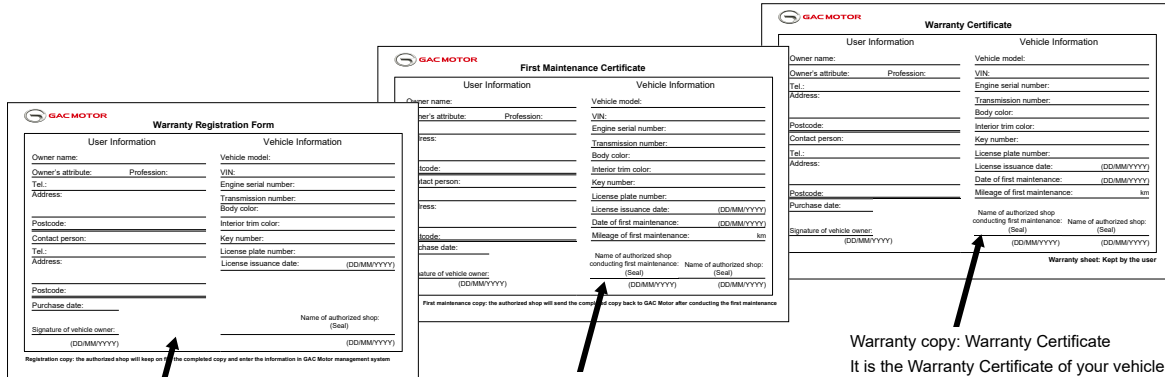 GAC MOTOR
Warranty Registration Form
User Information
Vehicle Information
Owner name:
Vehicle model:
Owner's attribute: Profession:
VIN:
Tel.:
Engine serial number:
Address:
Transmission number:
Body color:
Postcode:
Interior trim color:
Contact person:
Key number:
Tel.:
License plate number:
Address:
License issuance date: (DD/MM/YYYY)
Postcode:
Purchase date:
Name of authorized shop:
(Seal)
Signature of vehicle owner:
(DD/MM/YYYY)
(DD/MM/YYYY)
Registration copy: the authorized shop will keep on the completed copy and enter the information in GAC Motor management system
GAC MOTOR
First Maintenance Certificate
User Information
Vehicle Information
name:
Vehicle model:
attribute: Profession:
VIN:
Engine serial number:
Transmission number:
Body color:
Interior trim color:
person:
Key number:
License plate number:
License issuance date: (DD/MM/YYYY)
Date of first maintenance: (DD/MM/YYYY)
Mileage of first maintenance: km
date:
Name of authorized shop
conducting first maintenance:
(Seal)
Name of authorized shop:
(Seal)
of vehicle owner:
(DD/MM/YYYY)
(DD/MM/YYYY)
(DD/MM/YYYY)
First maintenance copy: the authorized shop will send the completed copy back to GAC Motor after conducting the first maintenance
GAC MOTOR
Warranty Certificate
User Information
Vehicle Information
Owner name:
Vehicle model:
Owner's attribute: Profession:
VIN:
Tel.:
Engine serial number:
Address:
Transmission number:
Body color:
Postcode:
Interior trim color:
Contact person:
Key number:
Tel.:
License plate number:
Address:
License issuance date: (DD/MM/YYYY)
Date of first maintenance: (DD/MM/YYYY)
Postcode:
Mileage of first maintenance: km
Purchase date:
Name of authorized shop
conducting first maintenance:
(Seal)
Name of authorized shop:
(Seal)
Signature of vehicle owner:
(DD/MM/YYYY)
(DD/MM/YYYY)
(DD/MM/YYYY)
Warranty sheet: Kept by the user
Warranty copy: Warranty Certificate
It is the Warranty Certificate of your vehicle